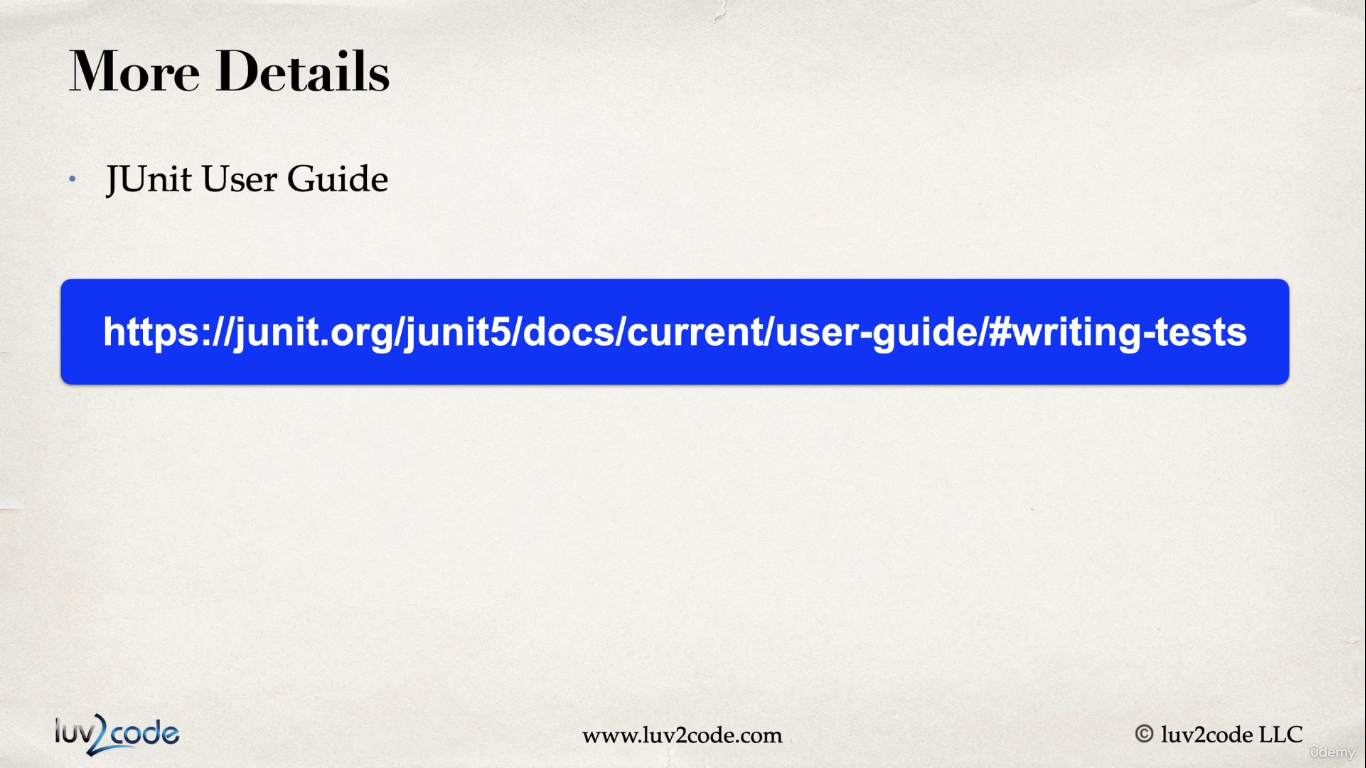 More Details
• JUnit User Guide
https://junit.org/junit5/docs/current/user-guide/#writing-tests
luv2code
www.luv2code.com
© luv2code LLC
ûdemy